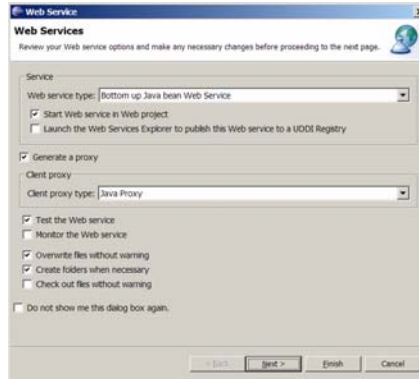 Web Service
Web Services
Review your Web service options and make any necessary changes before proceeding to the next page.
Service
Web service type: Bottom up Java bean Web Service
Start Web service in Web project
Launch the Web Services Explorer to publish this Web service to a UDDI Registry
Generate a proxy
Client proxy
Client proxy type: Java Proxy
Test the Web service
Monitor the Web service
Overwrite files without warning
Create folders when necessary
Check out files without warning
Do not show me this dialog box again.
< Back Next > Finish Cancel